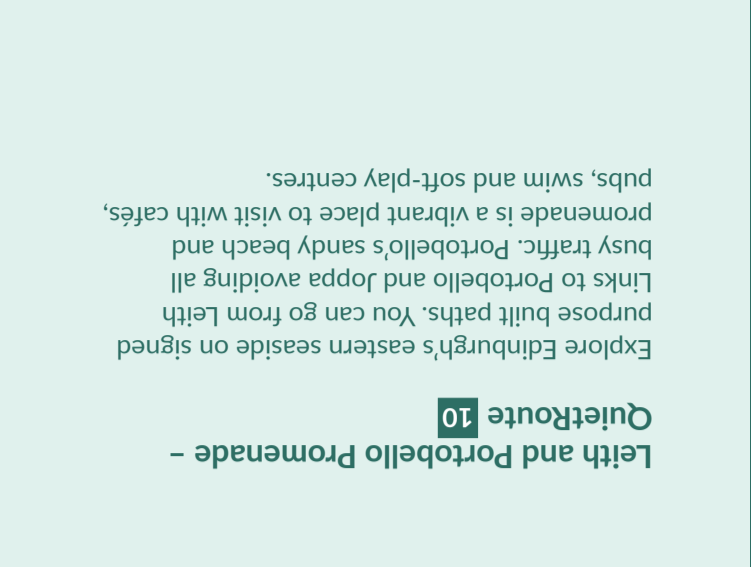 Leith and Portobello Promenade –
QuietRoute 10
Explore Edinburgh’s eastern seaside on signed
purpose built paths. You can go from Leith
Links to Portobello and Joppa avoiding all
busy traffic. Portobello’s sandy beach and
promenade is a vibrant place to visit with cafés,
pubs, swim and soft-play centres.